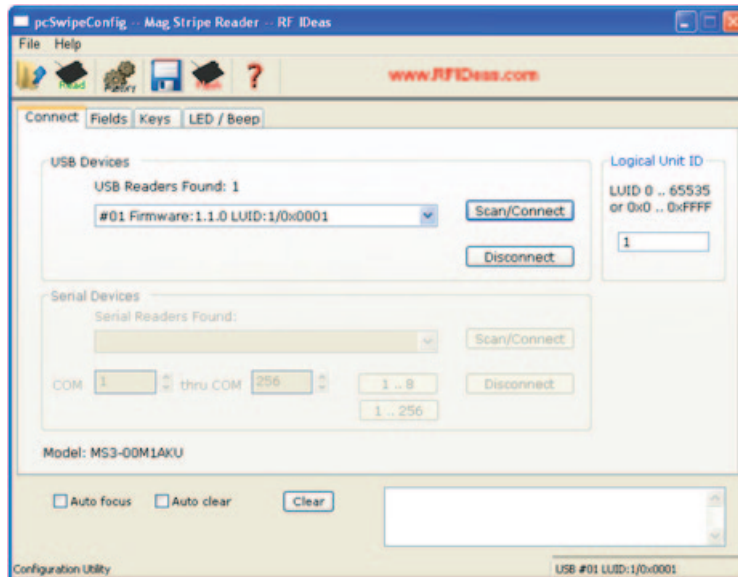 pcSwipeConfig -- Mag Stripe Reader -- RF IDeas
File Help
Read
www.RFIDeas.com
Connect Fields Keys LED / Beep
USB Devices
USB Readers Found: 1
#01 Firmware:1.1.0 LUID:1/0x0001
Scan/Connect
Disconnect
Logical Unit ID
LUID 0 .. 65535
or 0x0 .. 0xFFFF
1
Serial Devices
Serial Readers Found:
Scan/Connect
COM 1 thru COM 256 1 .. 8 Disconnect
1 .. 256
Model: MS3-00M1AKU
Auto focus Auto clear Clear
Configuration Utility USB #01 LUID:1/0x0001